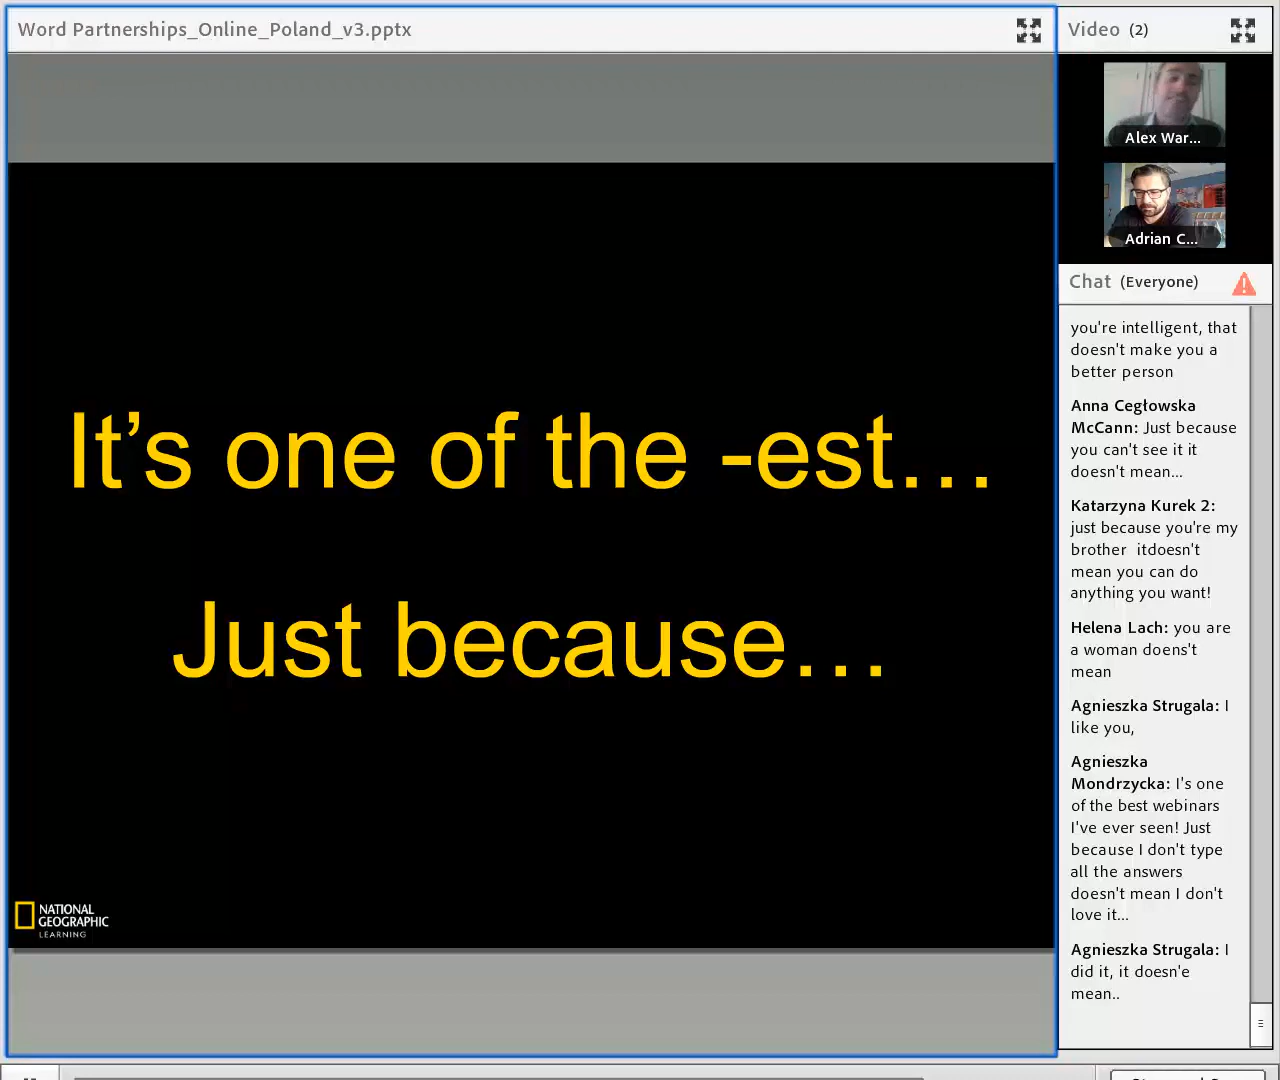 Word Partnerships_Online_Poland_v3.pptx
Video (2)
Alex War...
Adrian C...
Chat (Everyone)
you're intelligent, that
doesn't make you a
better person
Anna Cegłowska
McCann: Just because
you can't see it it
doesn't mean...
Katarzyna Kurek 2:
just because you're my
brother itdoesn't
mean you can do
anything you want!
Helena Lach: you are
a woman doens't
mean
Agnieszka Strugala: I
like you,
Agnieszka
Mondrzycka: I's one
of the best webinars
I've ever seen! Just
because I don't type
all the answers
doesn't mean I don't
love it...
Agnieszka Strugala: I
did it, it doesn'e
mean..
It’s one of the -est…
Just because…
NATIONAL
GEOGRAPHIC
LEARNING